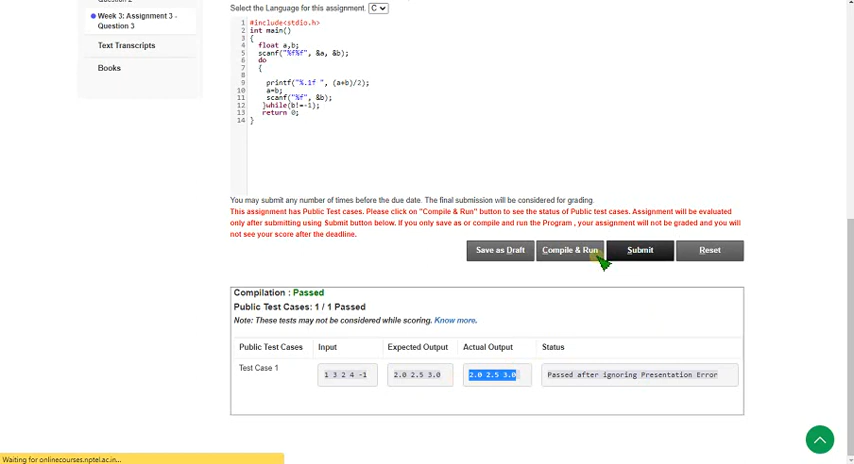 Question 2
Week 3: Assignment 3 -
Question 3
Text Transcripts
Books
Select the Language for this assignment. C
1 #include<stdio.h>
2 int main()
3 {
4 float a,b;
5 scanf("%f%f", &a, &b);
6 do
7 {
8
9 printf("%.1f ", (a+b)/2);
10 a=b;
11 scanf("%f", &b);
12 }while(b!=-1);
13 return 0;
14 }
You may submit any number of times before the due date. The final submission will be considered for grading.
This assignment has Public Test cases. Please click on "Compile & Run" button to see the status of Public test cases. Assignment will be evaluated
only after submitting using Submit button below. If you only save as or compile and run the Program , your assignment will not be graded and you will
not see your score after the deadline.
Save as Draft Compile & Run Submit Reset
Compilation : Passed
Public Test Cases: 1 / 1 Passed
Note: These tests may not be considered while scoring. Know more.
Public Test Cases Input Expected Output Actual Output Status
Test Case 1 1 3 2 4 -1 2.0 2.5 3.0 2.0 2.5 3.0 Passed after ignoring Presentation Error
Waiting for onlinecourses.nptel.ac.in...